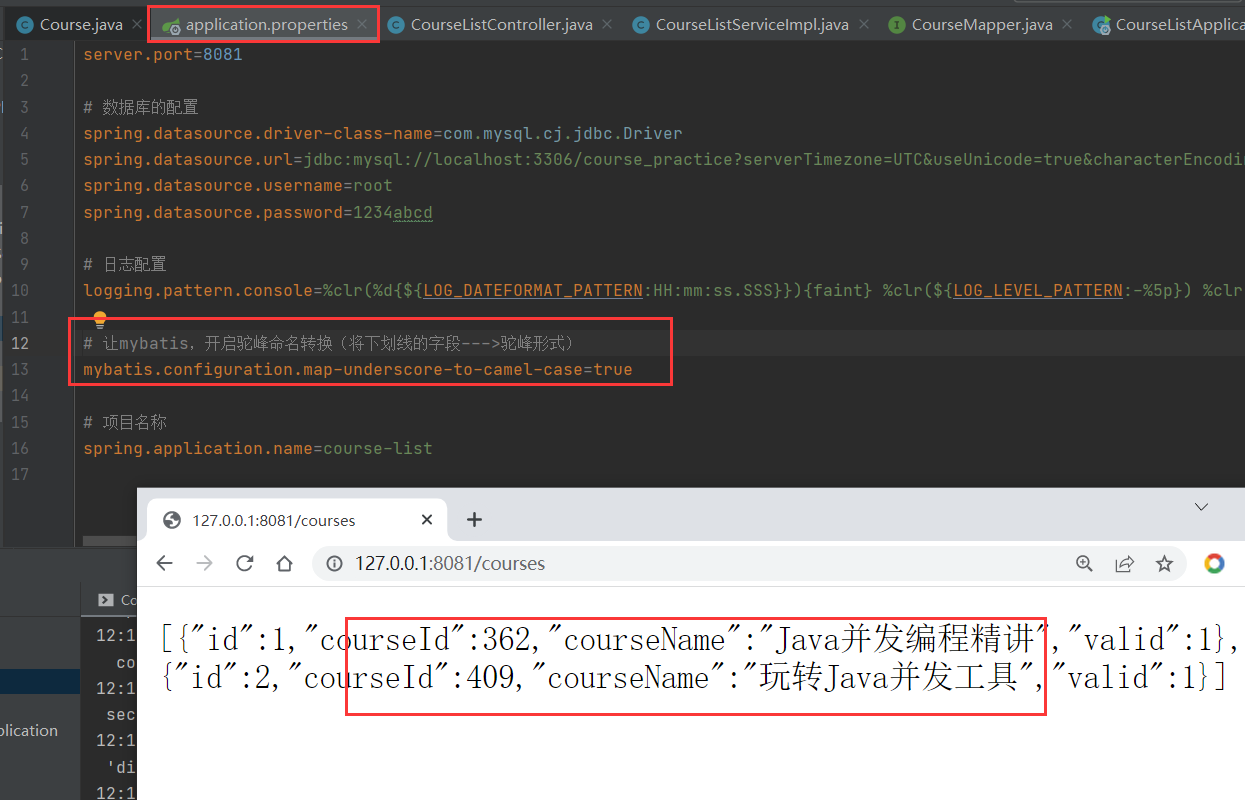 Course.java application.properties CourseListController.java CourseListServiceImpl.java CourseMapper.java CourseListApplica
1 server.port=8081
2
3 # 数据库的配置
4 spring.datasource.driver-class-name=com.mysql.cj.jdbc.Driver
5 spring.datasource.url=jdbc:mysql://localhost:3306/course_practice?serverTimezone=UTC&useUnicode=true&characterEncodi
6 spring.datasource.username=root
7 spring.datasource.password=1234abcd
8
9 # 日志配置
10 logging.pattern.console=%clr(%d{${LOG_DATEFORMAT_PATTERN:HH:mm:ss.SSS}}){faint} %clr(${LOG_LEVEL_PATTERN:-%5p}) %clr
11
12 # 让mybatis，开启驼峰命名转换（将下划线的字段--->驼峰形式）
13 mybatis.configuration.map-underscore-to-camel-case=true
14
15 # 项目名称
16 spring.application.name=course-list
17
127.0.0.1:8081/courses
127.0.0.1:8081/courses
Co
12:1
co
12:1
sec
12:1
'di
12:1
plication
[{"id":1,"courseId":362,"courseName":"Java并发编程精讲","valid":1},
{"id":2,"courseId":409,"courseName":"玩转Java并发工具","valid":1}]